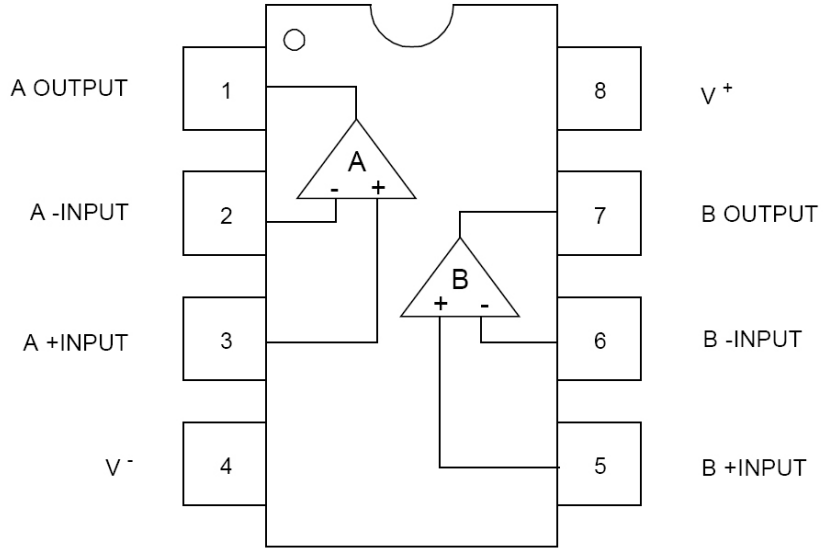 A OUTPUT 1 8 V +
A
- +
A -INPUT 2 7 B OUTPUT
B
+ -
A +INPUT 3 6 B -INPUT
V - 4 5 B +INPUT